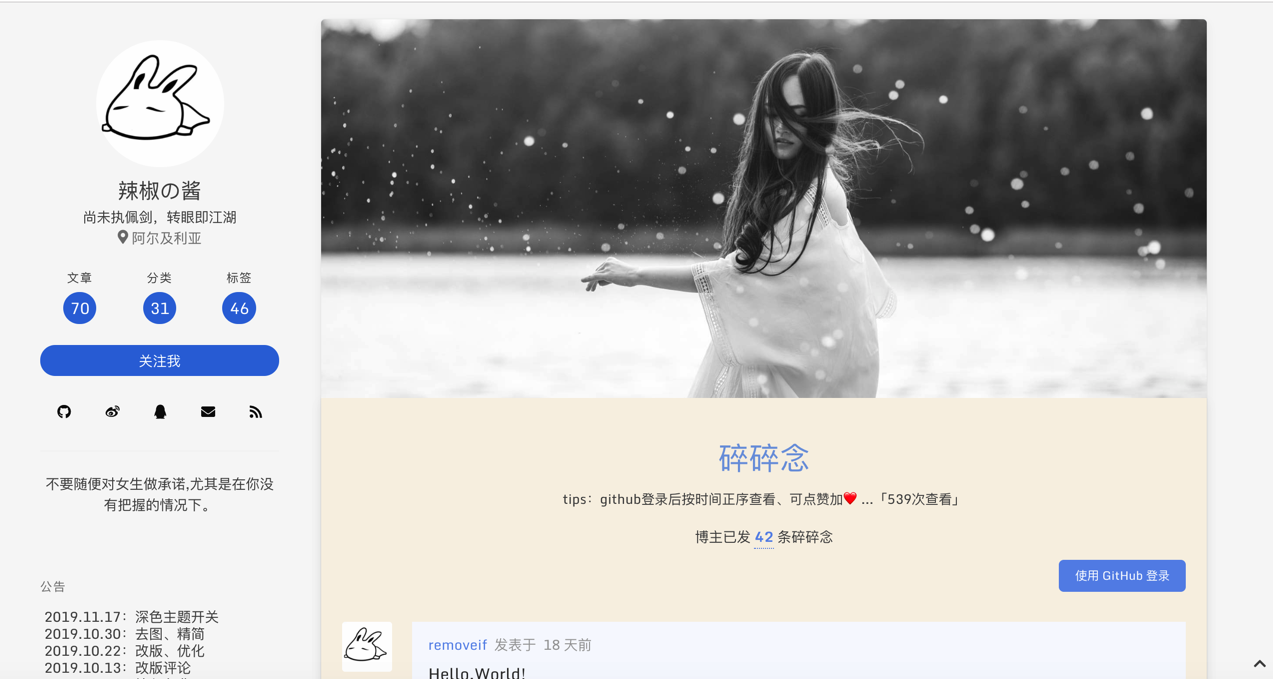 辣椒の酱
尚未执佩剑，转眼即江湖
阿尔及利亚
文章 分类 标签
70 31 46
关注我
不要随便对女生做承诺,尤其是在你没
有把握的情况下。
公告
2019.11.17：深色主题开关
2019.10.30：去图、精简
2019.10.22：改版、优化
2019.10.13：改版评论
碎碎念
tips：github登录后按时间正序查看、可点赞加❤️ ...「539次查看」
博主已发 42 条碎碎念
使用 GitHub 登录
removeif 发表于 18 天前
Hello,World!